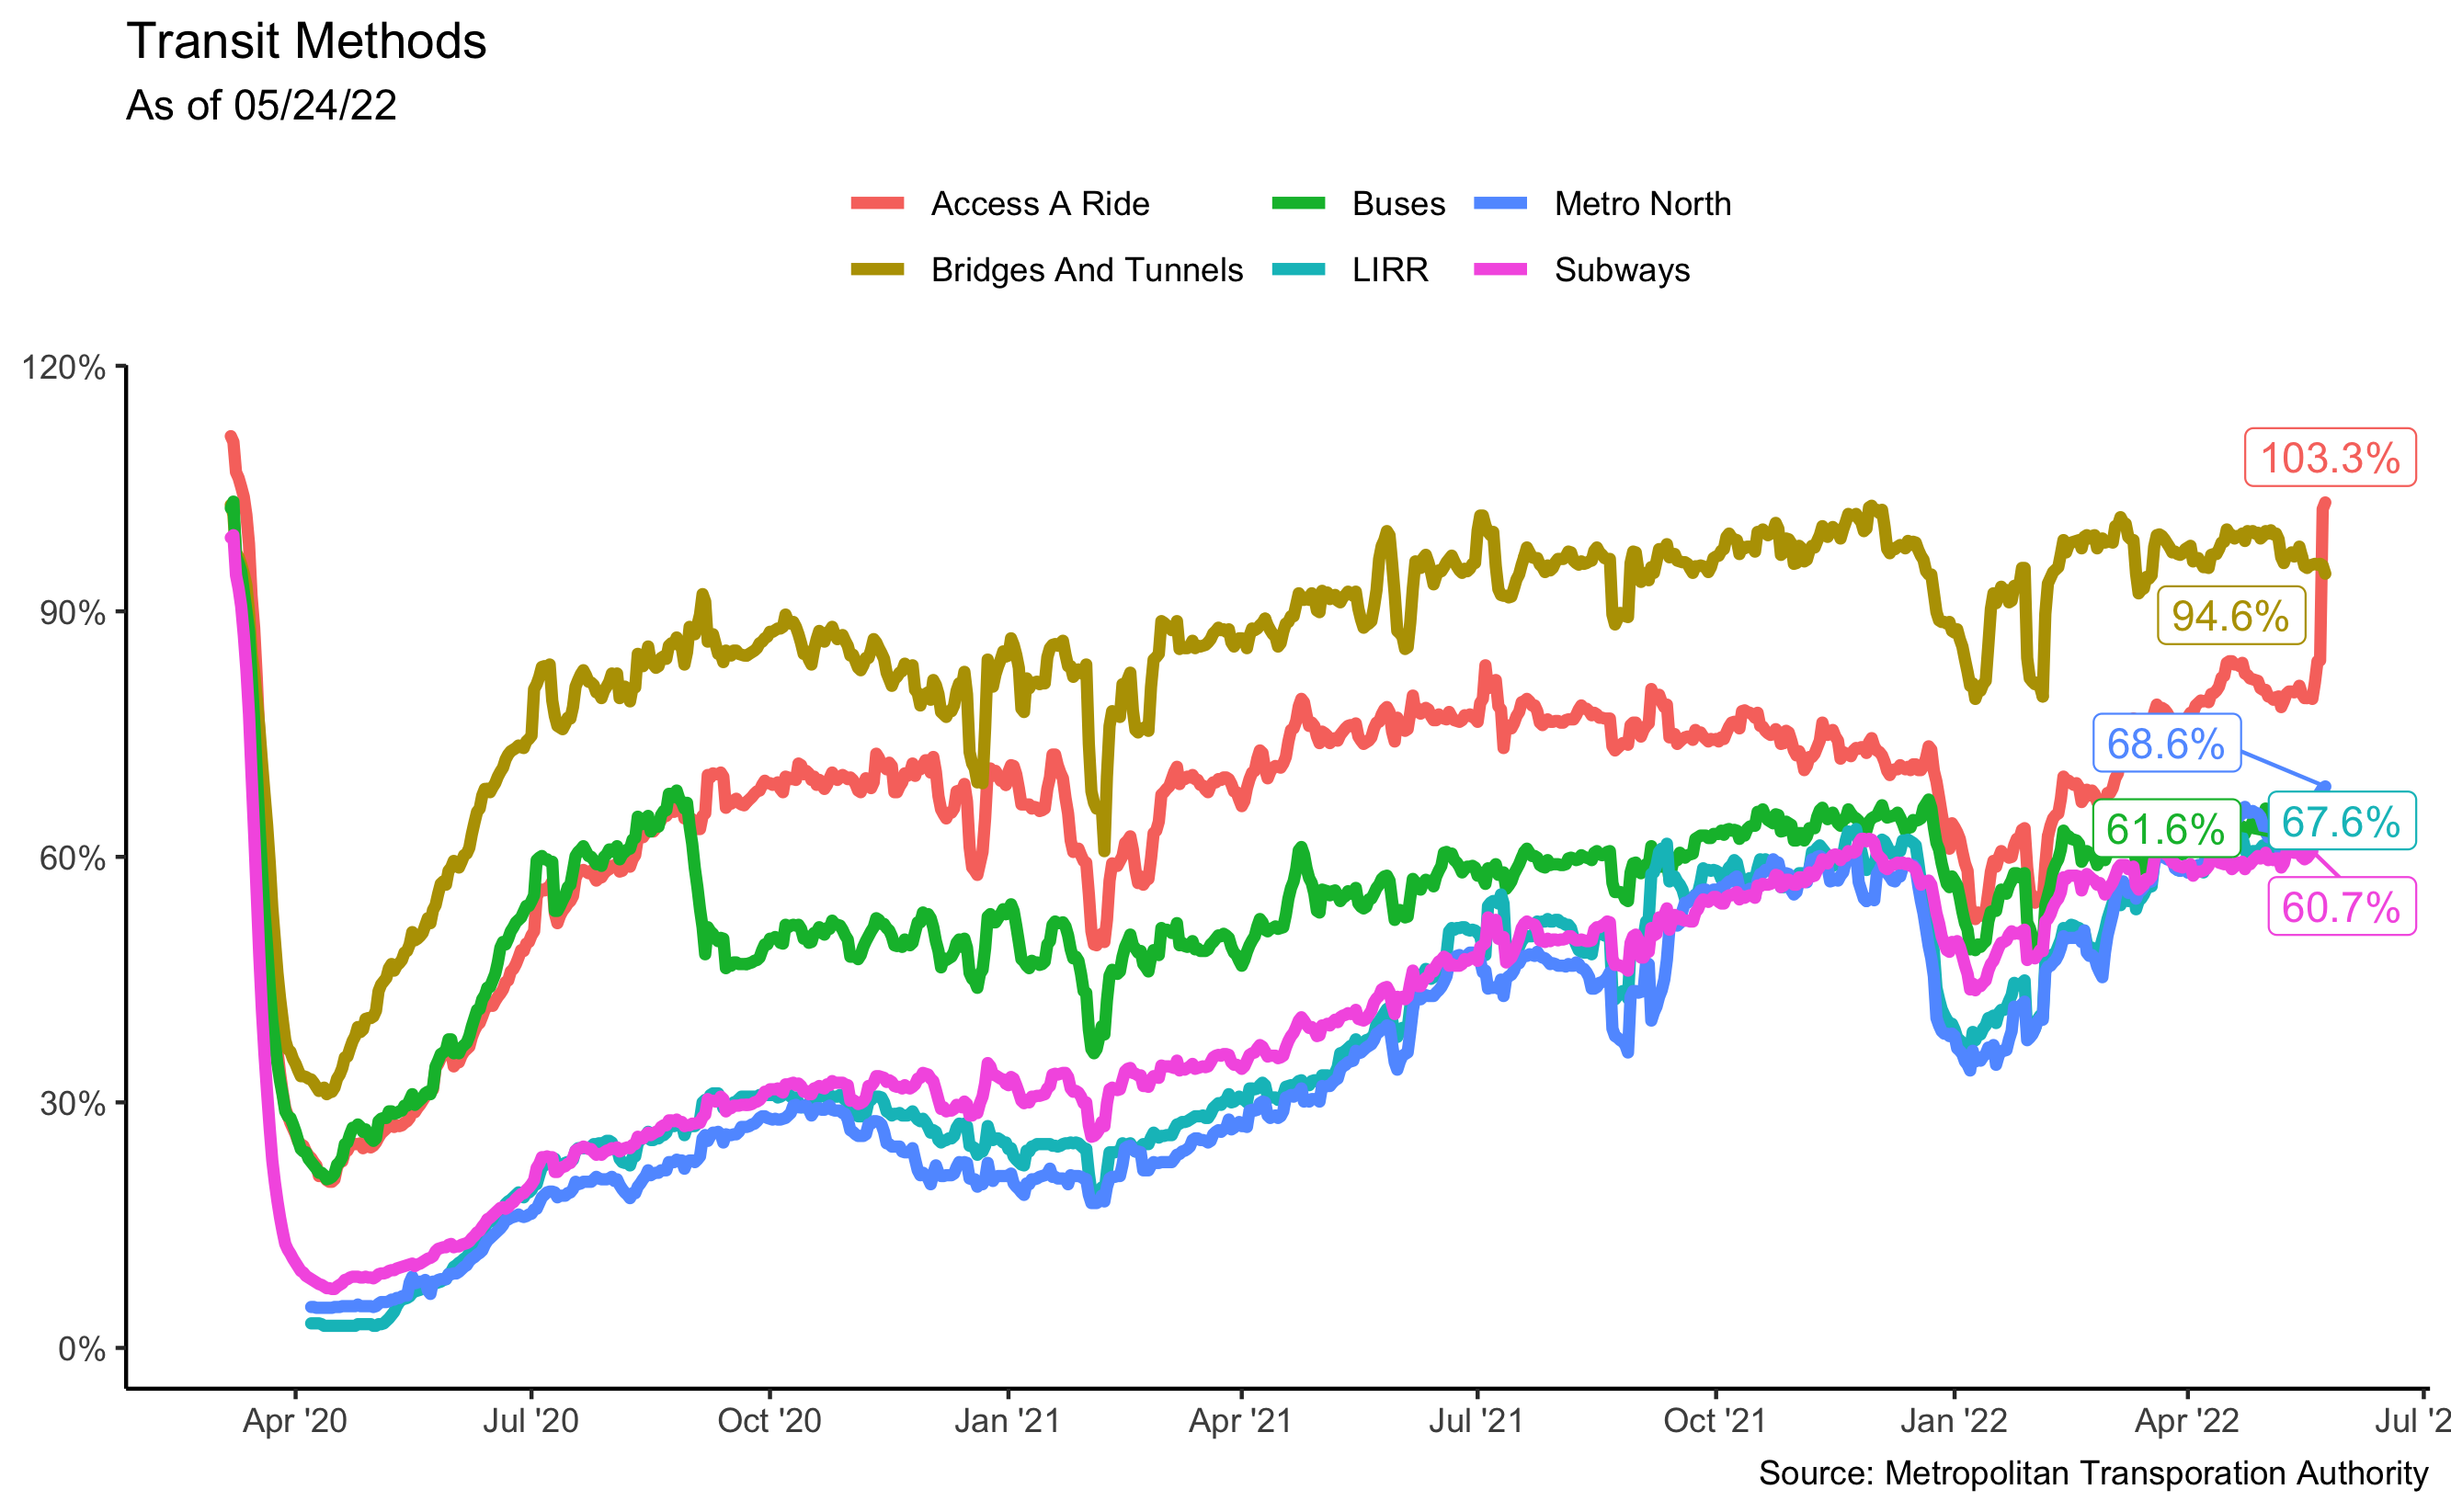 Transit Methods
As of 05/24/22
Access A Ride
Buses
Metro North
Bridges And Tunnels
LIRR
Subways
120%
90%
60%
30%
0%
103.3%
94.6%
68.6%
67.6%
61.6%
60.7%
Apr '20
Jul '20
Oct '20
Jan '21
Apr '21
Jul '21
Oct '21
Jan '22
Apr '22
Jul '2
Source: Metropolitan Transporation Authority